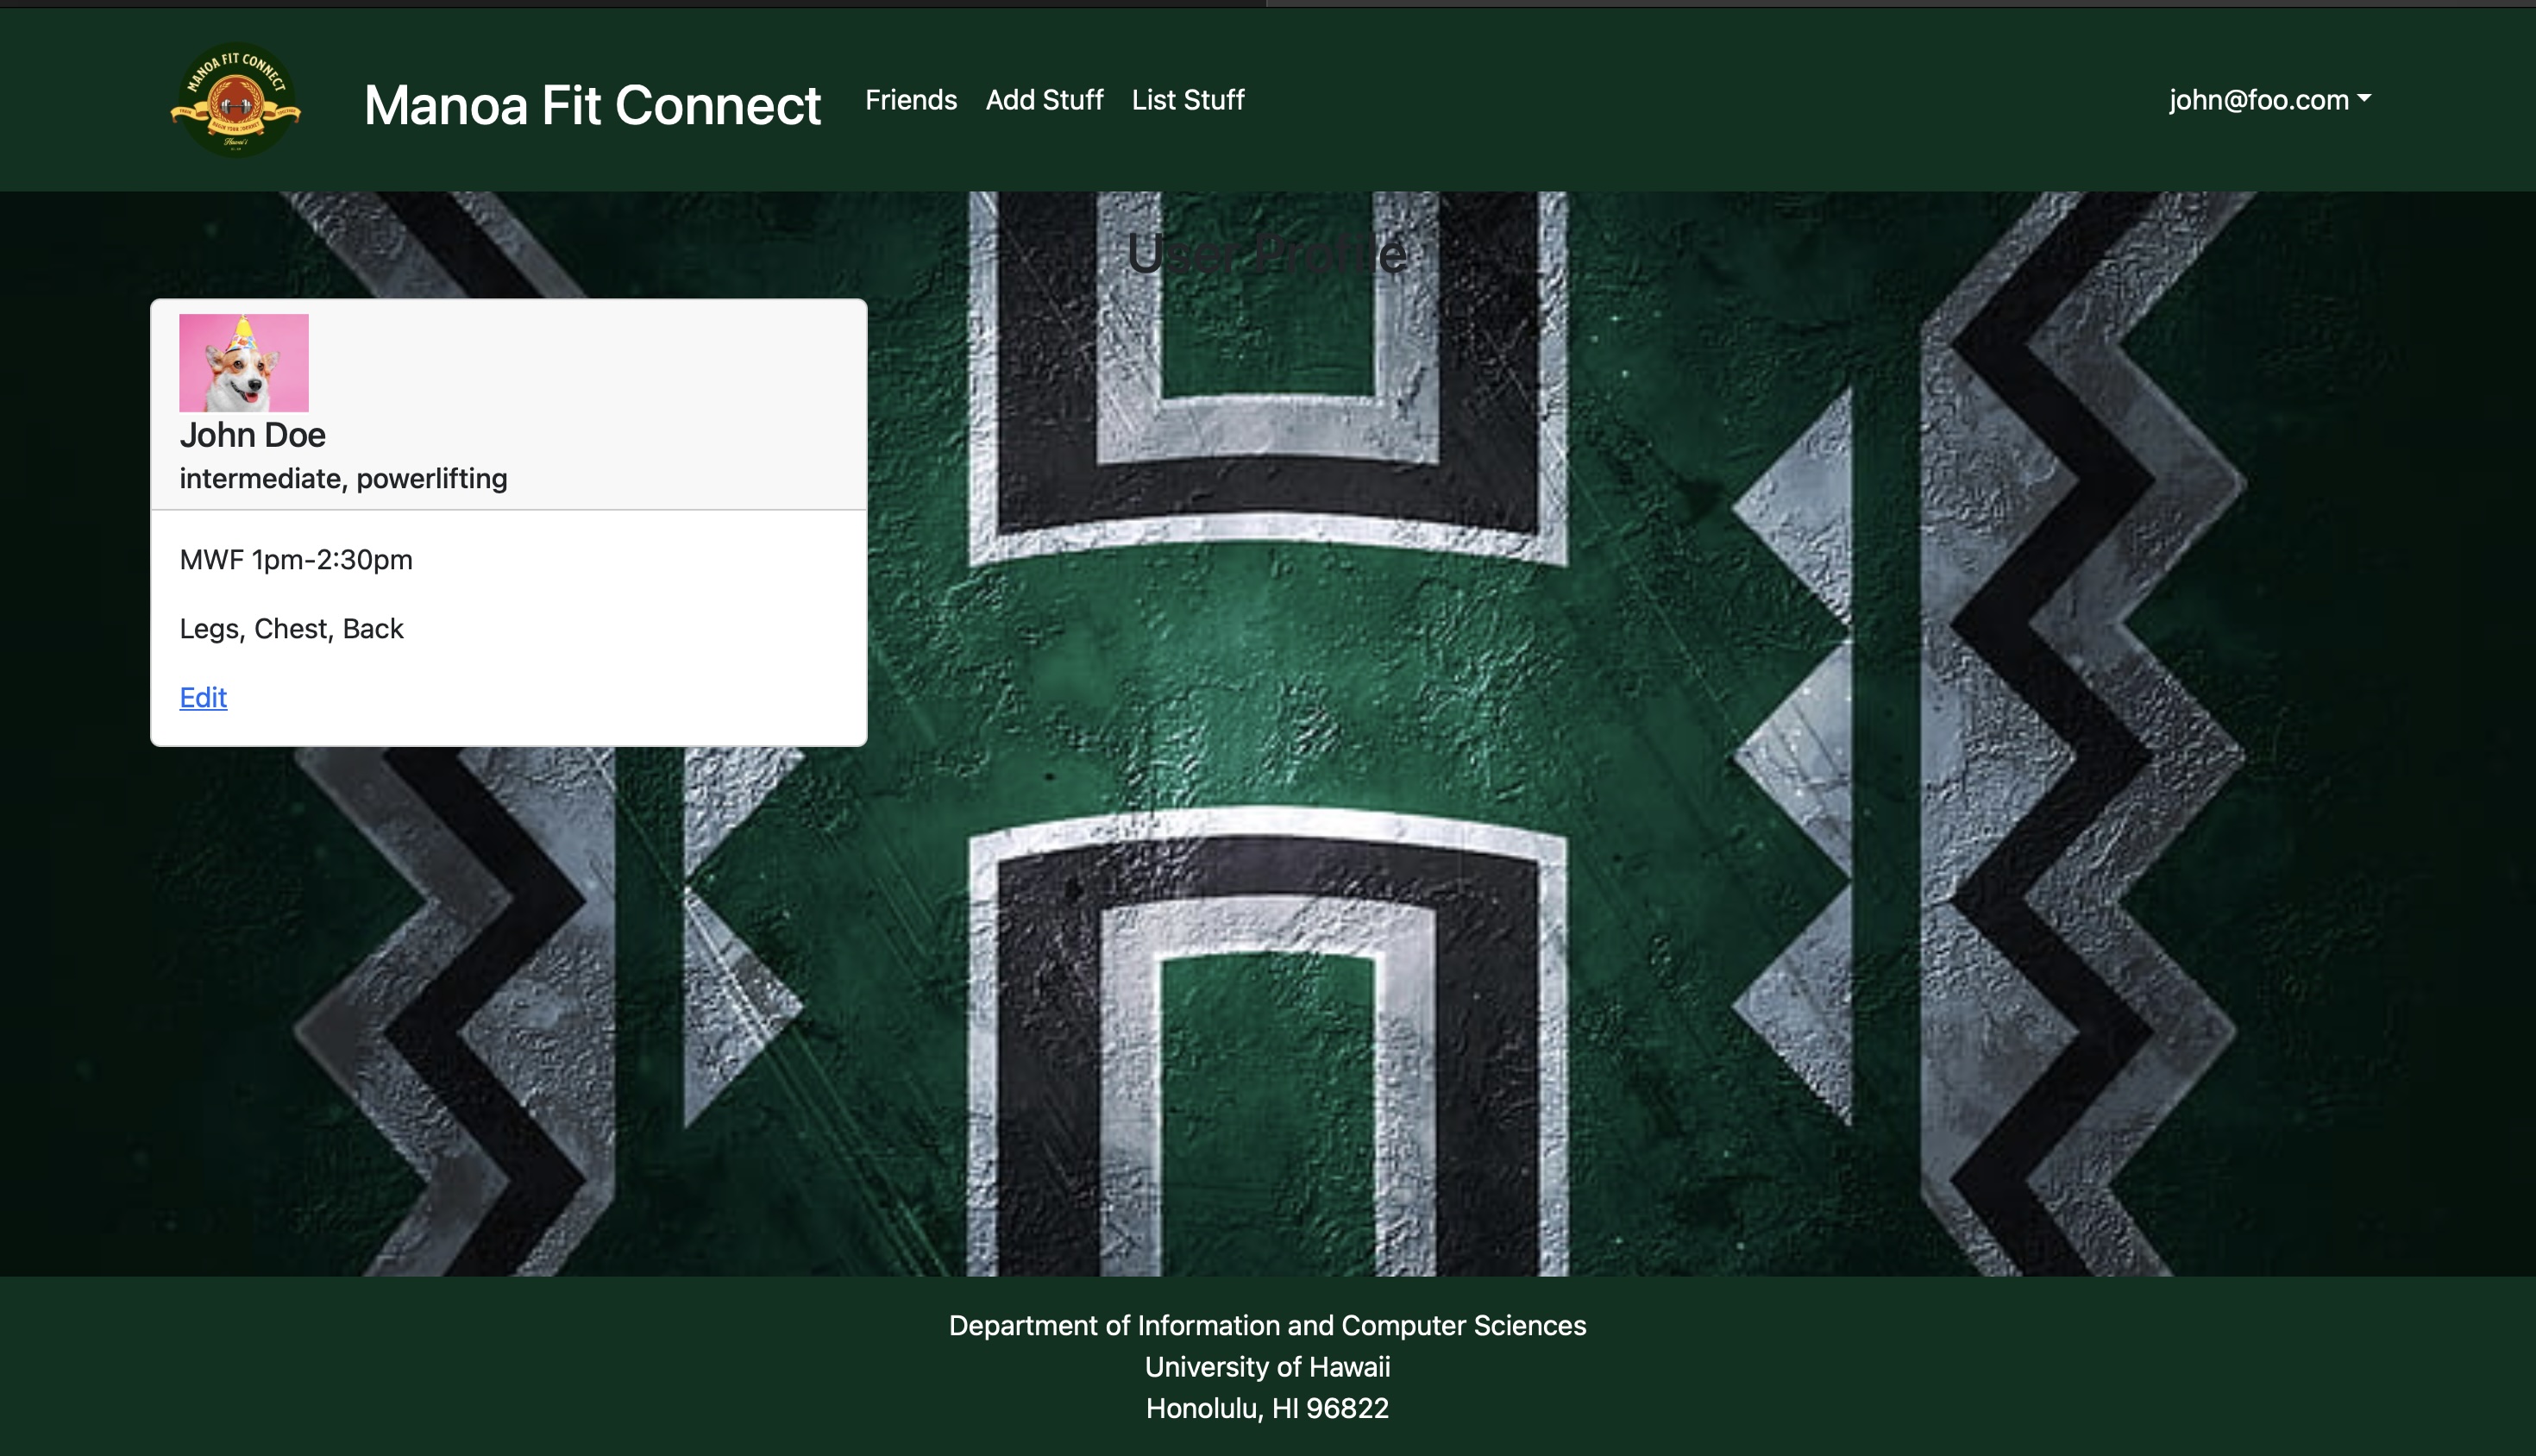 MANOA FIT CONNECT
Hawai'i
Manoa Fit Connect
Friends
Add Stuff
List Stuff
john@foo.com
User Profile
John Doe
intermediate, powerlifting
MWF 1pm-2:30pm
Legs, Chest, Back
Edit
Department of Information and Computer Sciences
University of Hawaii
Honolulu, HI 96822